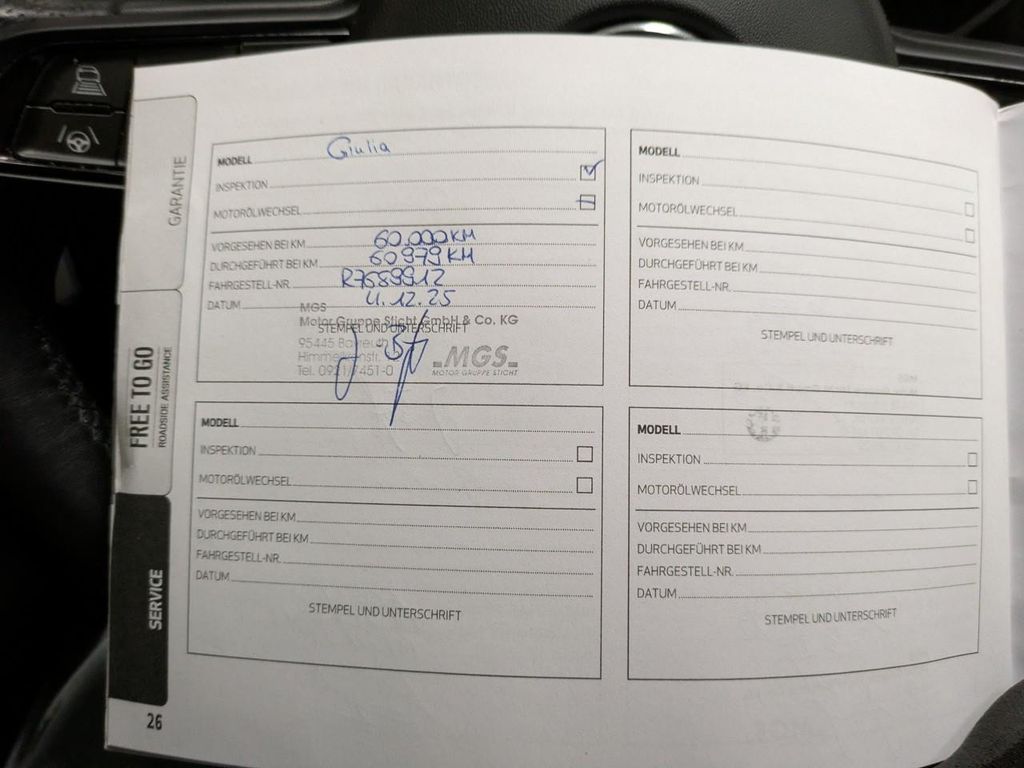 GARANTIE
FREE TO GO
ROADSIDE ASSISTANCE
SERVICE
MODELL Giulia
INSPEKTION
MOTORÖLWECHSEL
VORGESEHEN BEI KM 60.000 KM
DURCHGEFÜHRT BEI KM 60979 KM
FAHRGESTELL-NR. R7689912
DATUM 4.12.25
MGS
Motor Gruppe Sticht GmbH & Co. KG
STEMPEL UND UNTERSCHRIFT
95445 Bayreuth
Tel. 0921/7451-0
MGS
MOTOR GRUPPE STICHT
MODELL
INSPEKTION
MOTORÖLWECHSEL
VORGESEHEN BEI KM
DURCHGEFÜHRT BEI KM
FAHRGESTELL-NR.
DATUM
STEMPEL UND UNTERSCHRIFT
MODELL
INSPEKTION
MOTORÖLWECHSEL
VORGESEHEN BEI KM
DURCHGEFÜHRT BEI KM
FAHRGESTELL-NR.
DATUM
STEMPEL UND UNTERSCHRIFT
MODELL
INSPEKTION
MOTORÖLWECHSEL
VORGESEHEN BEI KM
DURCHGEFÜHRT BEI KM
FAHRGESTELL-NR.
DATUM
STEMPEL UND UNTERSCHRIFT
26